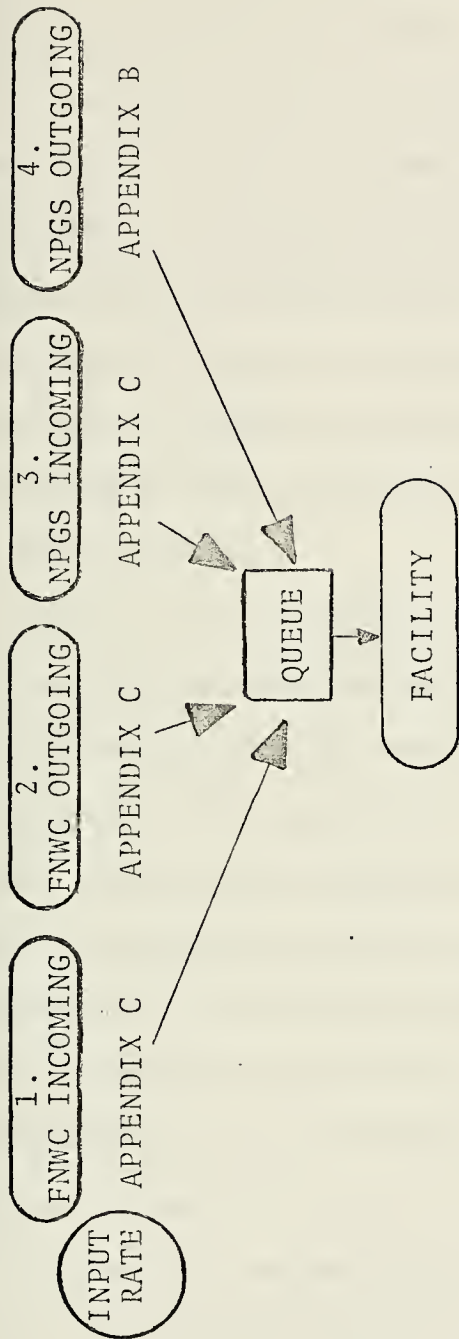 1.
FNWC INCOMING
2.
FNWC OUTGOING
3.
NPGS INCOMING
4.
NPGS OUTGOING
INPUT
RATE
APPENDIX C
APPENDIX C
APPENDIX C
APPENDIX B
QUEUE
FACILITY